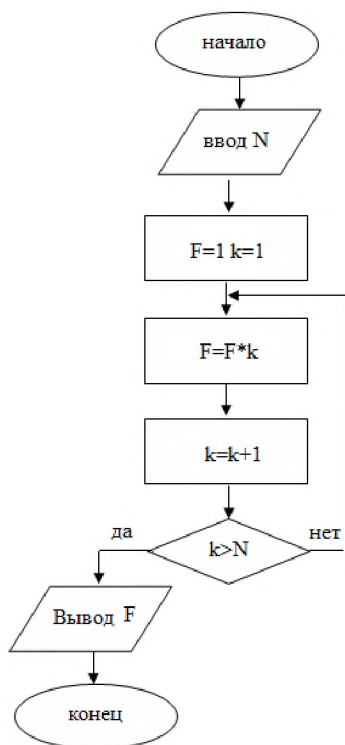 начало
ввод N
F=1 k=1
F=F*k
k=k+1
да
k>N
нет
Вывод F
конец